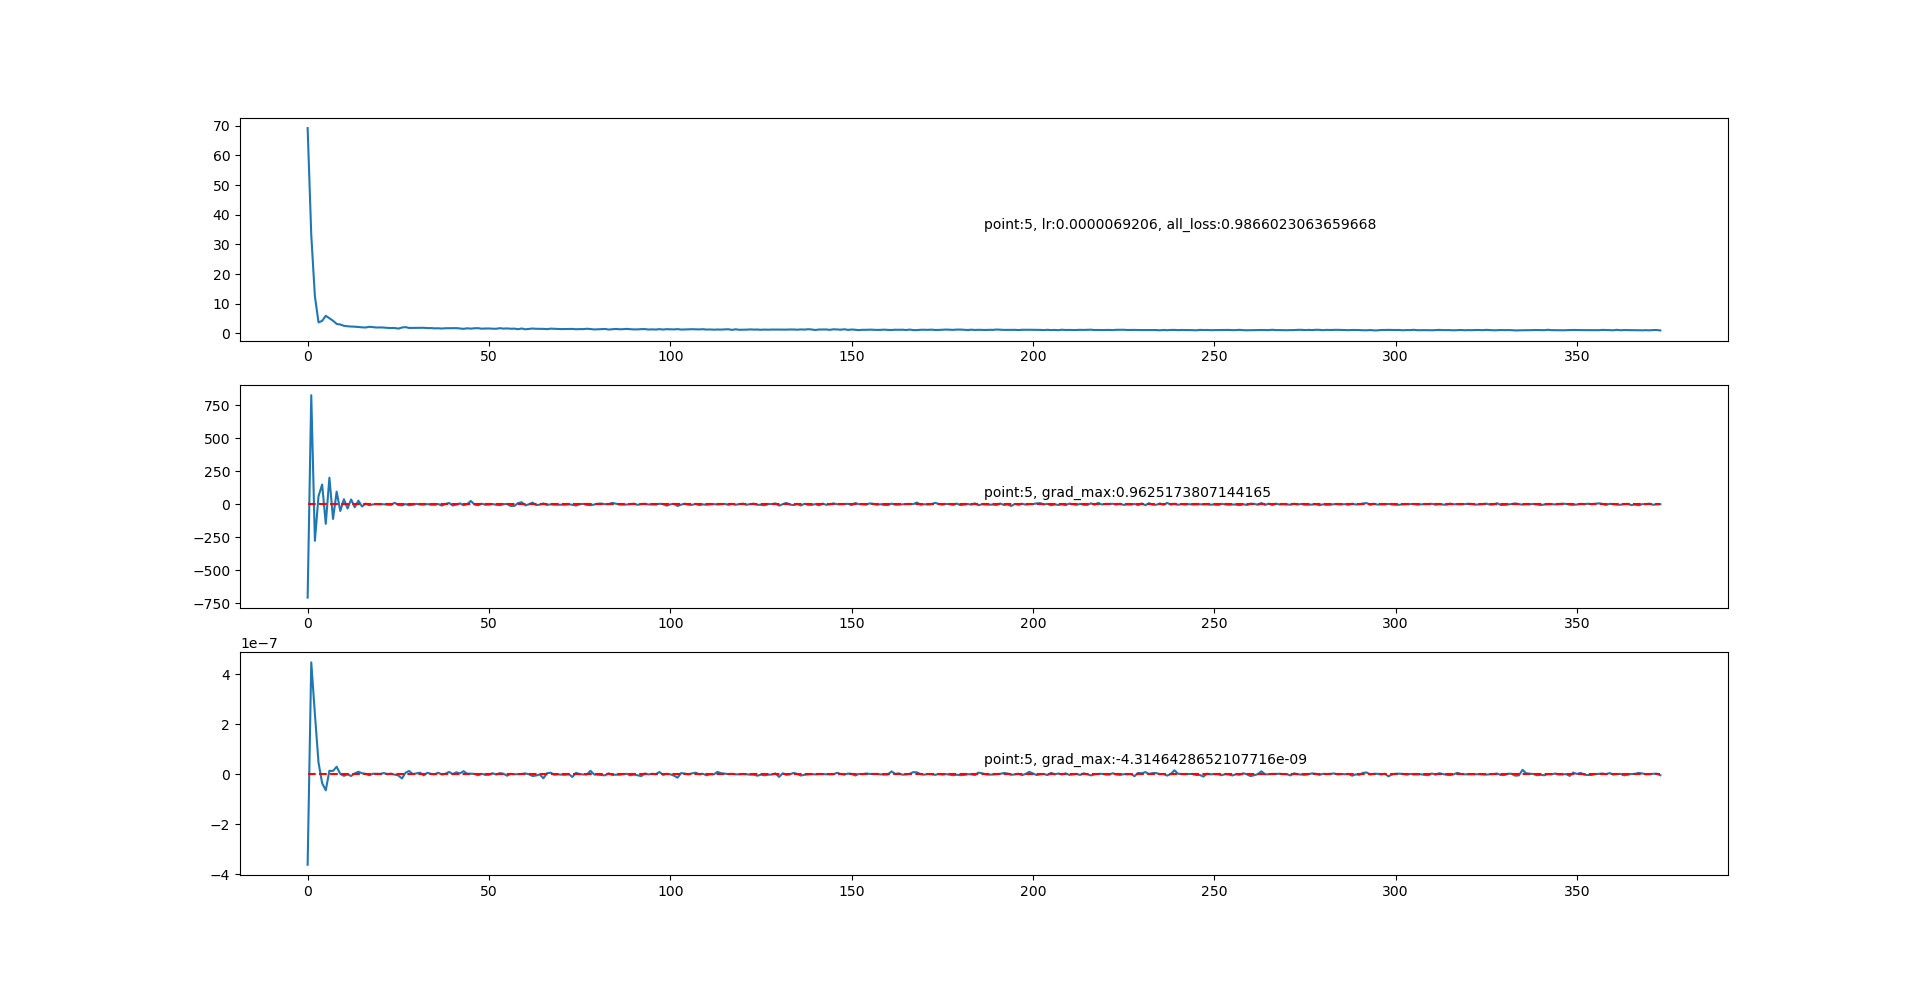 70
60
50
40
30
20
10
0
point:5, lr:0.0000069206, all_loss:0.9866023063659668
0 50 100 150 200 250 300 350
750
500
250
0
−250
−500
−750
point:5, grad_max:0.9625173807144165
0 50 100 150 200 250 300 350
1e−7
4
2
0
−2
−4
point:5, grad_max:-4.3146428652107716e-09
0 50 100 150 200 250 300 350